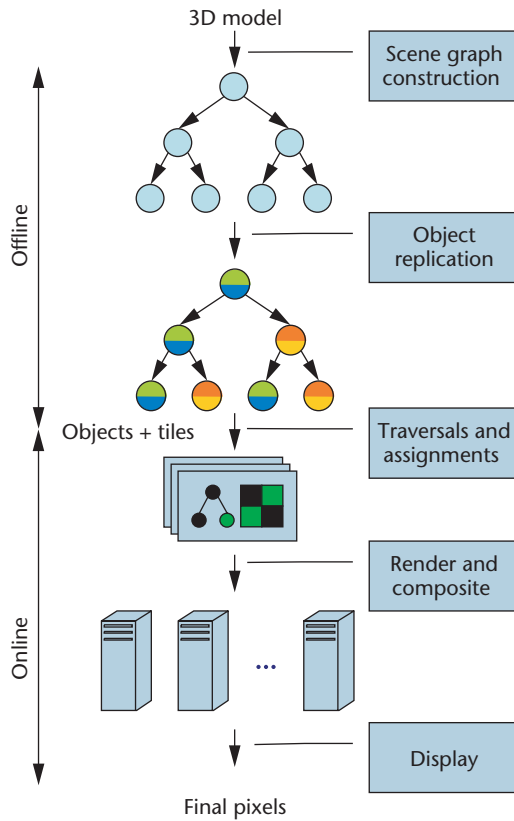 3D model
Scene graph
construction
Offline
Object
replication
Objects + tiles
Traversals and
assignments
Online
Render and
composite
...
Display
Final pixels